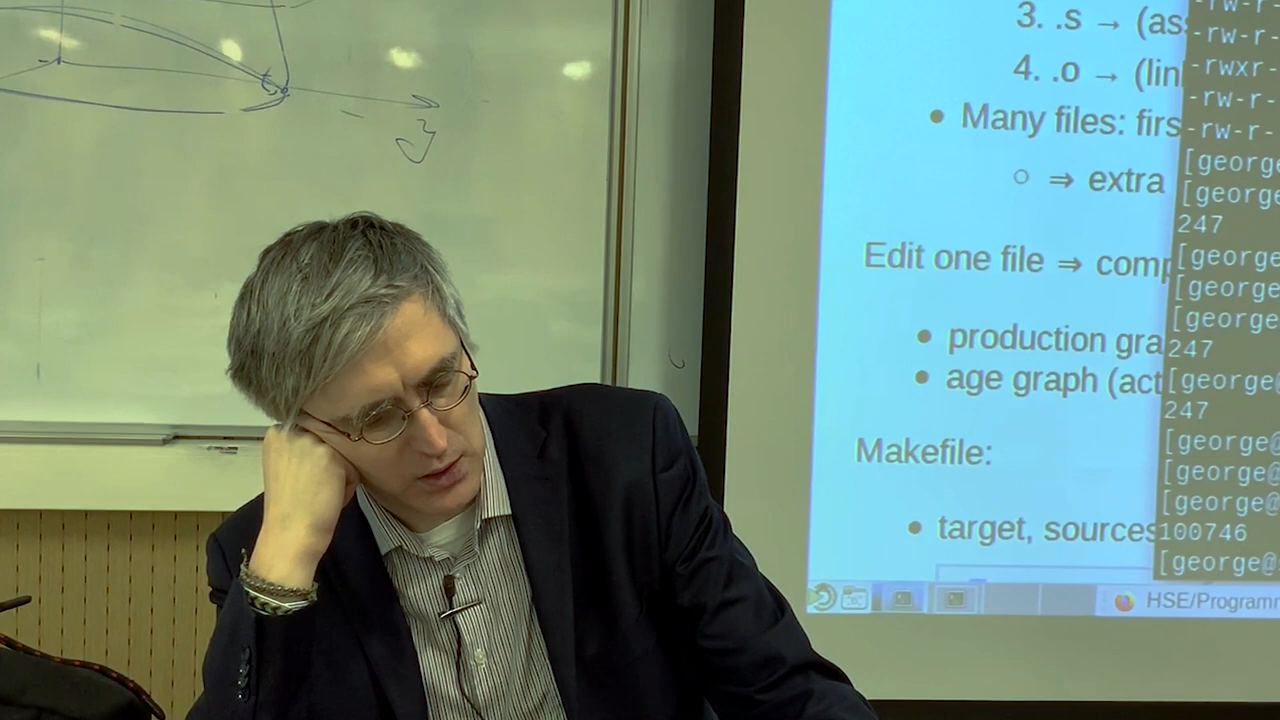 3. .s → (as
4. .o → (lin
• Many files: firs
○ ⇒ extra
Edit one file ⇒ comp
• production gra
• age graph (act
Makefile:
• target, sources
HSE/Programm
-rw-r-
-rw-r-
-rwxr-
-rw-r-
-rw-r-
[george
[george
247
[george
[george
[george
247
[george@
247
[george@
[george@
[george@
100746
[george@